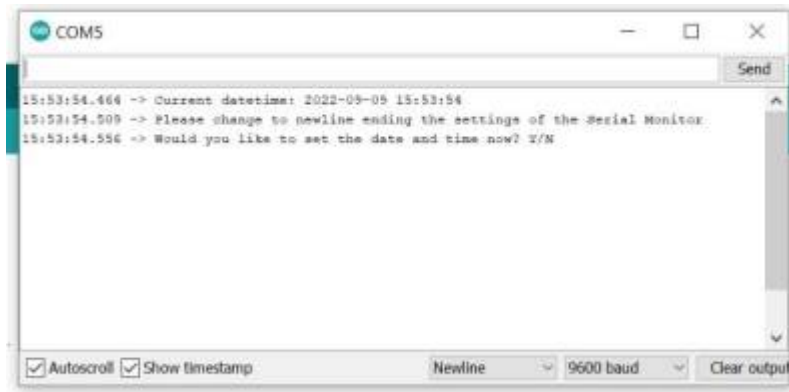 COM5
Send
15:53:54.464 -> Current datetime: 2022-09-09 15:53:54
15:53:54.509 -> Please change to newline ending the settings of the Serial Monitor
15:53:54.556 -> Would you like to set the date and time now? Y/N
Autoscroll Show timestamp Newline 9600 baud Clear output